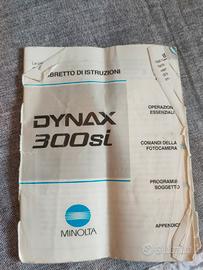 LIBRETTO DI ISTRUZIONI
DYNAX
300si
OPERAZIONI
ESSENZIALI
COMANDI DELLA
FOTOCAMERA
PROGRAMMI
SOGGETTO
APPENDICE
MINOLTA